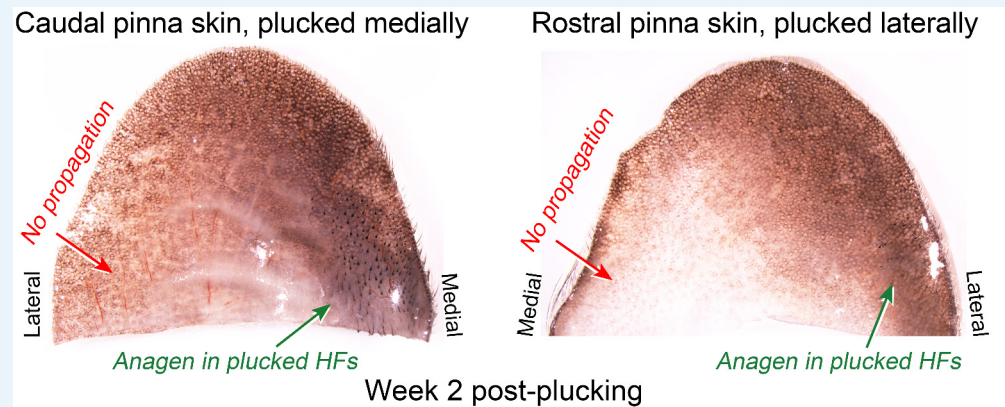 Caudal pinna skin, plucked medially
Rostral pinna skin, plucked laterally
No propagation
Lateral
Medial
Anagen in plucked HFs
No propagation
Medial
Lateral
Anagen in plucked HFs
Week 2 post-plucking